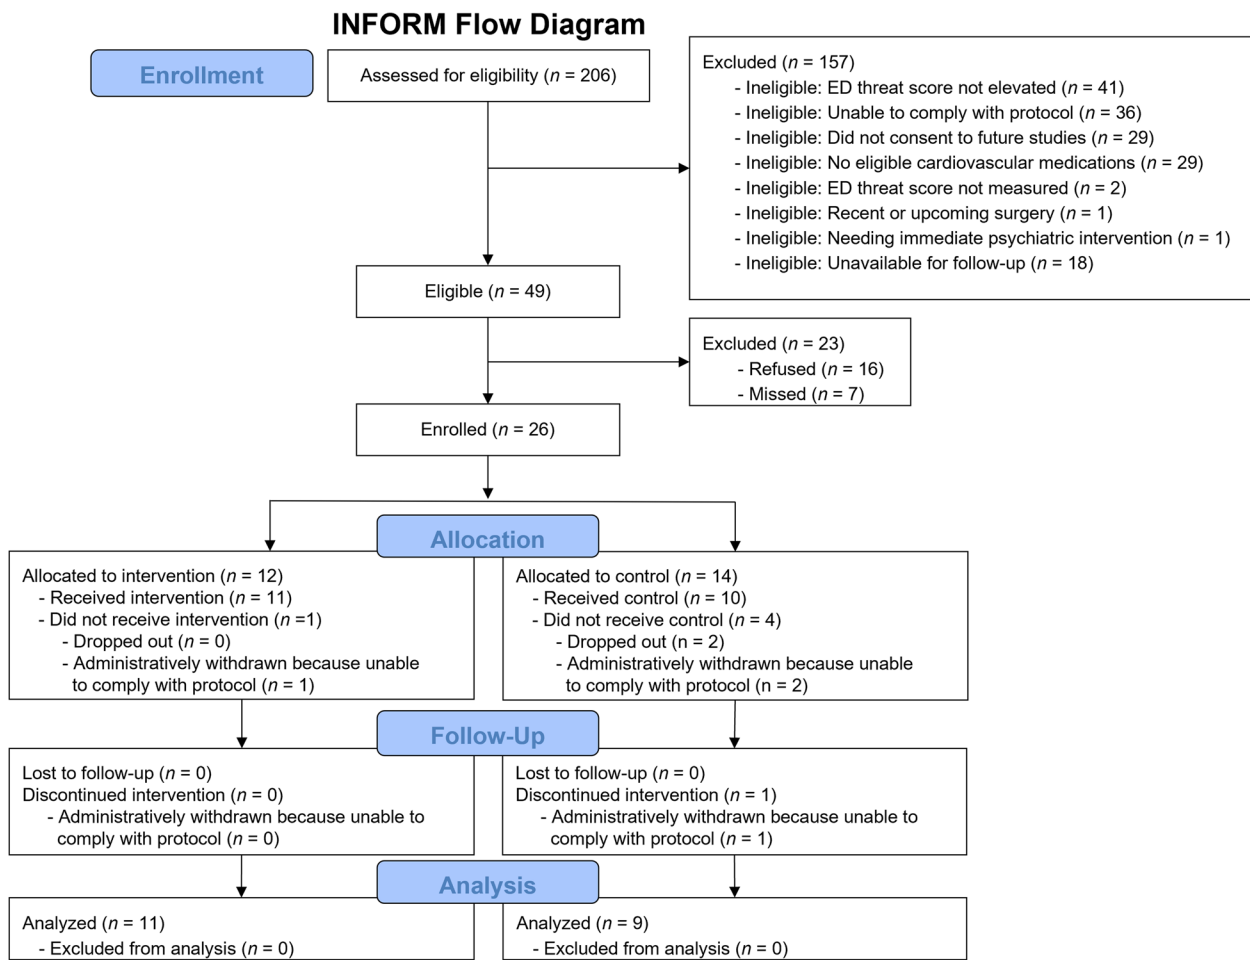 INFORM Flow Diagram
Enrollment
Assessed for eligibility (n = 206)
Excluded (n = 157)
- Ineligible: ED threat score not elevated (n = 41)
- Ineligible: Unable to comply with protocol (n = 36)
- Ineligible: Did not consent to future studies (n = 29)
- Ineligible: No eligible cardiovascular medications (n = 29)
- Ineligible: ED threat score not measured (n = 2)
- Ineligible: Recent or upcoming surgery (n = 1)
- Ineligible: Needing immediate psychiatric intervention (n = 1)
- Ineligible: Unavailable for follow-up (n = 18)
Eligible (n = 49)
Excluded (n = 23)
- Refused (n = 16)
- Missed (n = 7)
Enrolled (n = 26)
Allocation
Allocated to intervention (n = 12)
- Received intervention (n = 11)
- Did not receive intervention (n =1)
- Dropped out (n = 0)
- Administratively withdrawn because unable
to comply with protocol (n = 1)
Allocated to control (n = 14)
- Received control (n = 10)
- Did not receive control (n = 4)
- Dropped out (n = 2)
- Administratively withdrawn because unable
to comply with protocol (n = 2)
Follow-Up
Lost to follow-up (n = 0)
Discontinued intervention (n = 0)
- Administratively withdrawn because unable to
comply with protocol (n = 0)
Lost to follow-up (n = 0)
Discontinued intervention (n = 1)
- Administratively withdrawn because unable to
comply with protocol (n = 1)
Analysis
Analyzed (n = 11)
- Excluded from analysis (n = 0)
Analyzed (n = 9)
- Excluded from analysis (n = 0)